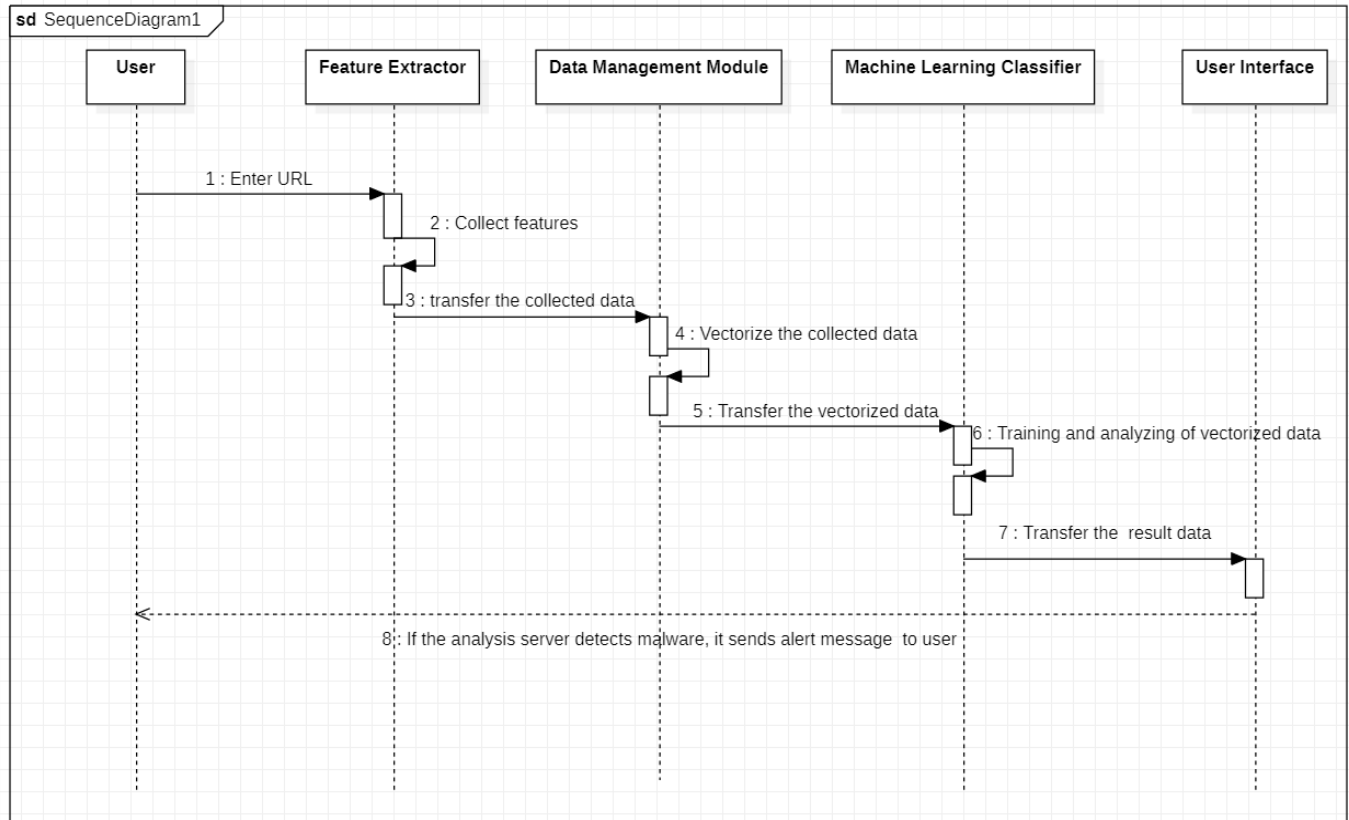 sd SequenceDiagram1
User
Feature Extractor
Data Management Module
Machine Learning Classifier
User Interface
1 : Enter URL
2 : Collect features
3 : transfer the collected data
4 : Vectorize the collected data
5 : Transfer the vectorized data
6 : Training and analyzing of vectorized data
7 : Transfer the  result data
8 : If the analysis server detects malware, it sends alert message  to user